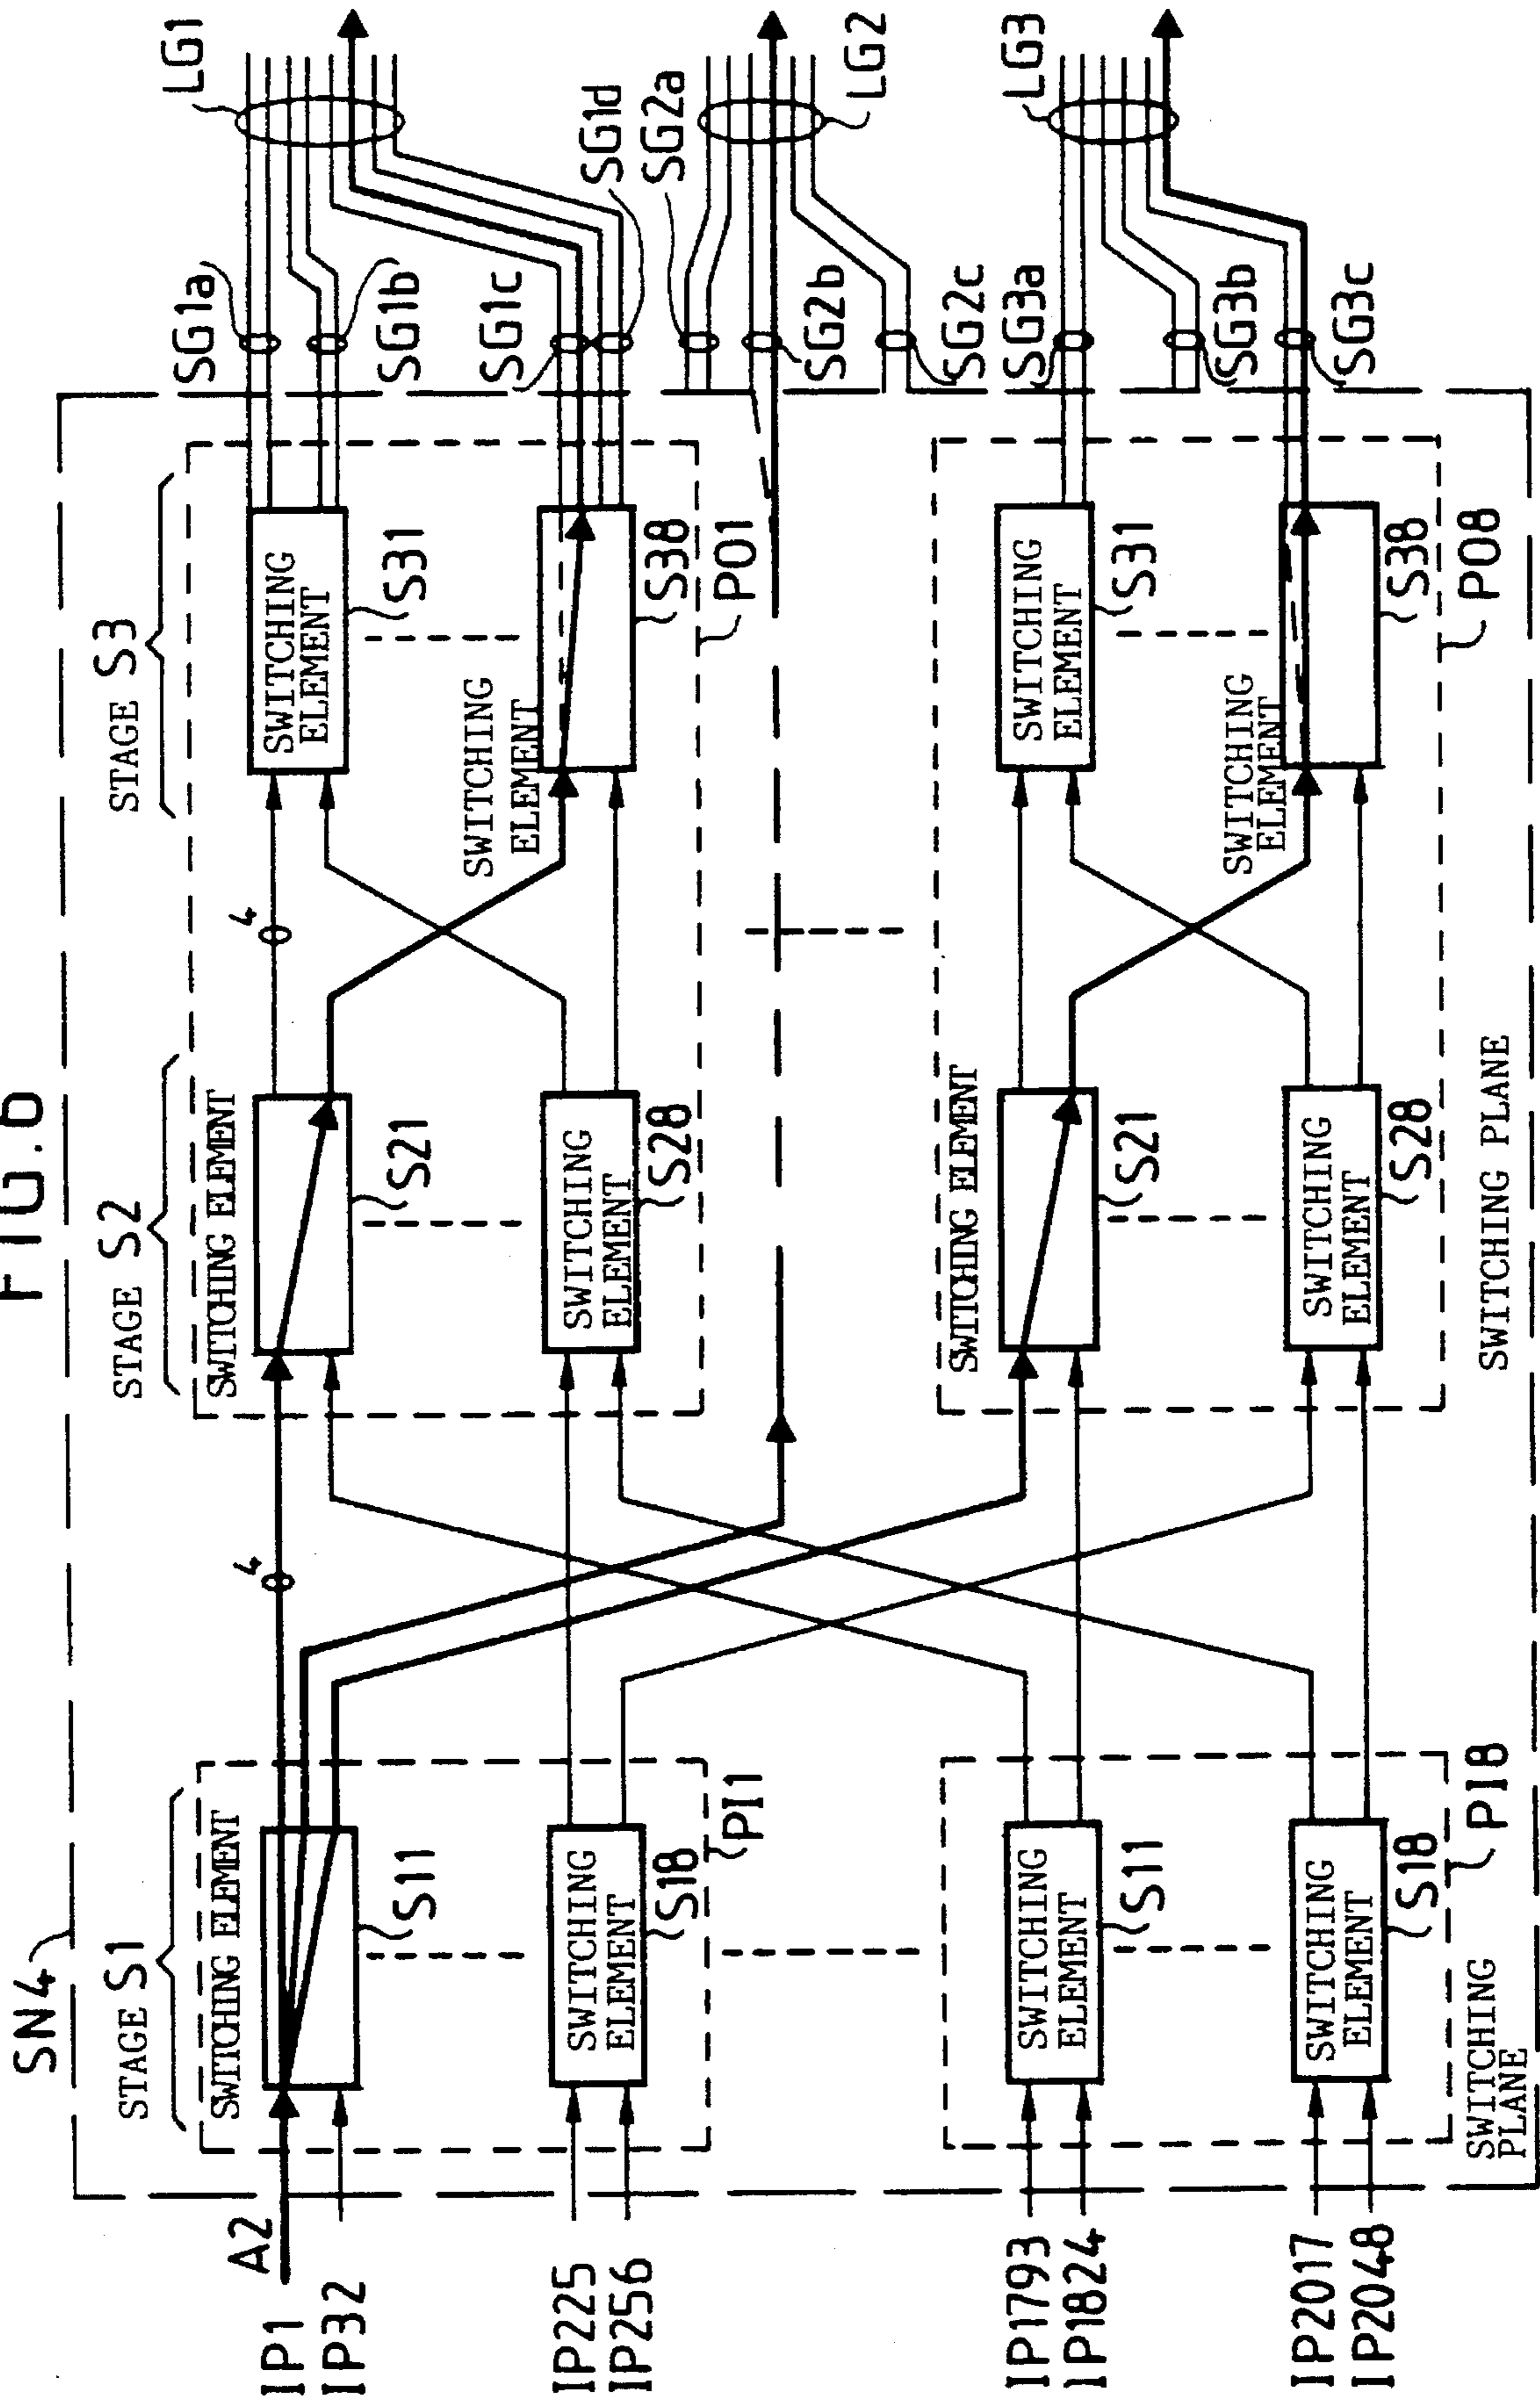 FIG.6
SN4
STAGE S1
STAGE S2
STAGE S3
A2
IP1
IP32
IP225
IP256
IP1793
IP1824
IP2017
IP2048
SWITCHING ELEMENT
S11
SWITCHING
ELEMENT
S18
PI1
SWITCHING
ELEMENT
S11
SWITCHING
ELEMENT
S18
PI8
SWITCHING
PLANE
4
SWITCHING ELEMENT
S21
SWITCHING
ELEMENT
S28
SWITCHING ELEMENT
S21
SWITCHING
ELEMENT
S28
SWITCHING PLANE
4
SWITCHING
ELEMENT
S31
SWITCHING
ELEMENT
S38
PO1
SWITCHING
ELEMENT
S31
SWITCHING
ELEMENT
S38
PO8
SG1a
SG1b
SG1c
SG1d
SG2a
SG2b
SG2c
SG3a
SG3b
SG3c
LG1
LG2
LG3